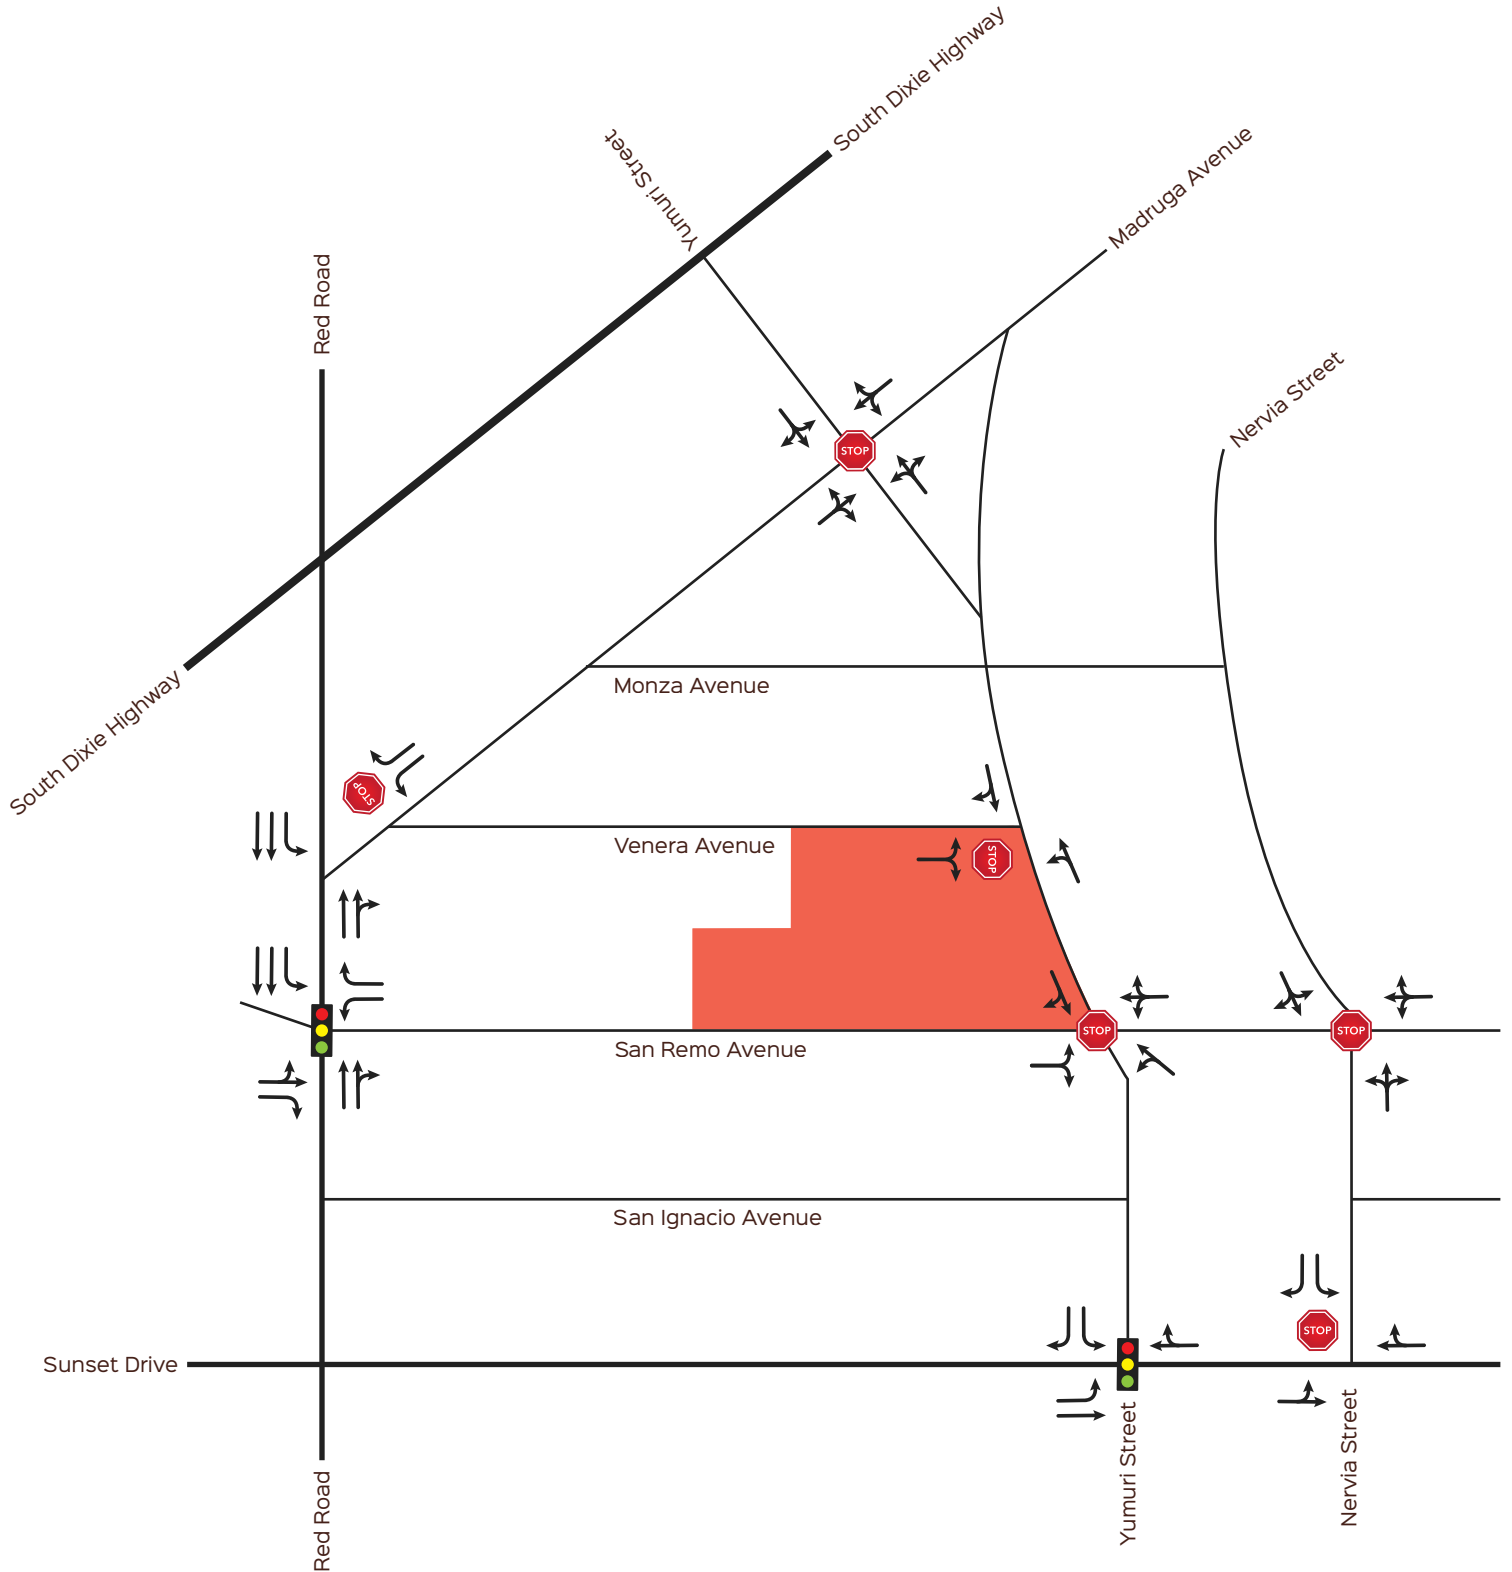 South Dixie Highway
Yumuri Street
Madruga Avenue
Red Road
Nervia Street
STOP
South Dixie Highway
Monza Avenue
STOP
Venera Avenue
STOP
STOP
STOP
San Remo Avenue
San Ignacio Avenue
STOP
Sunset Drive
Yumuri Street
Nervia Street
Red Road